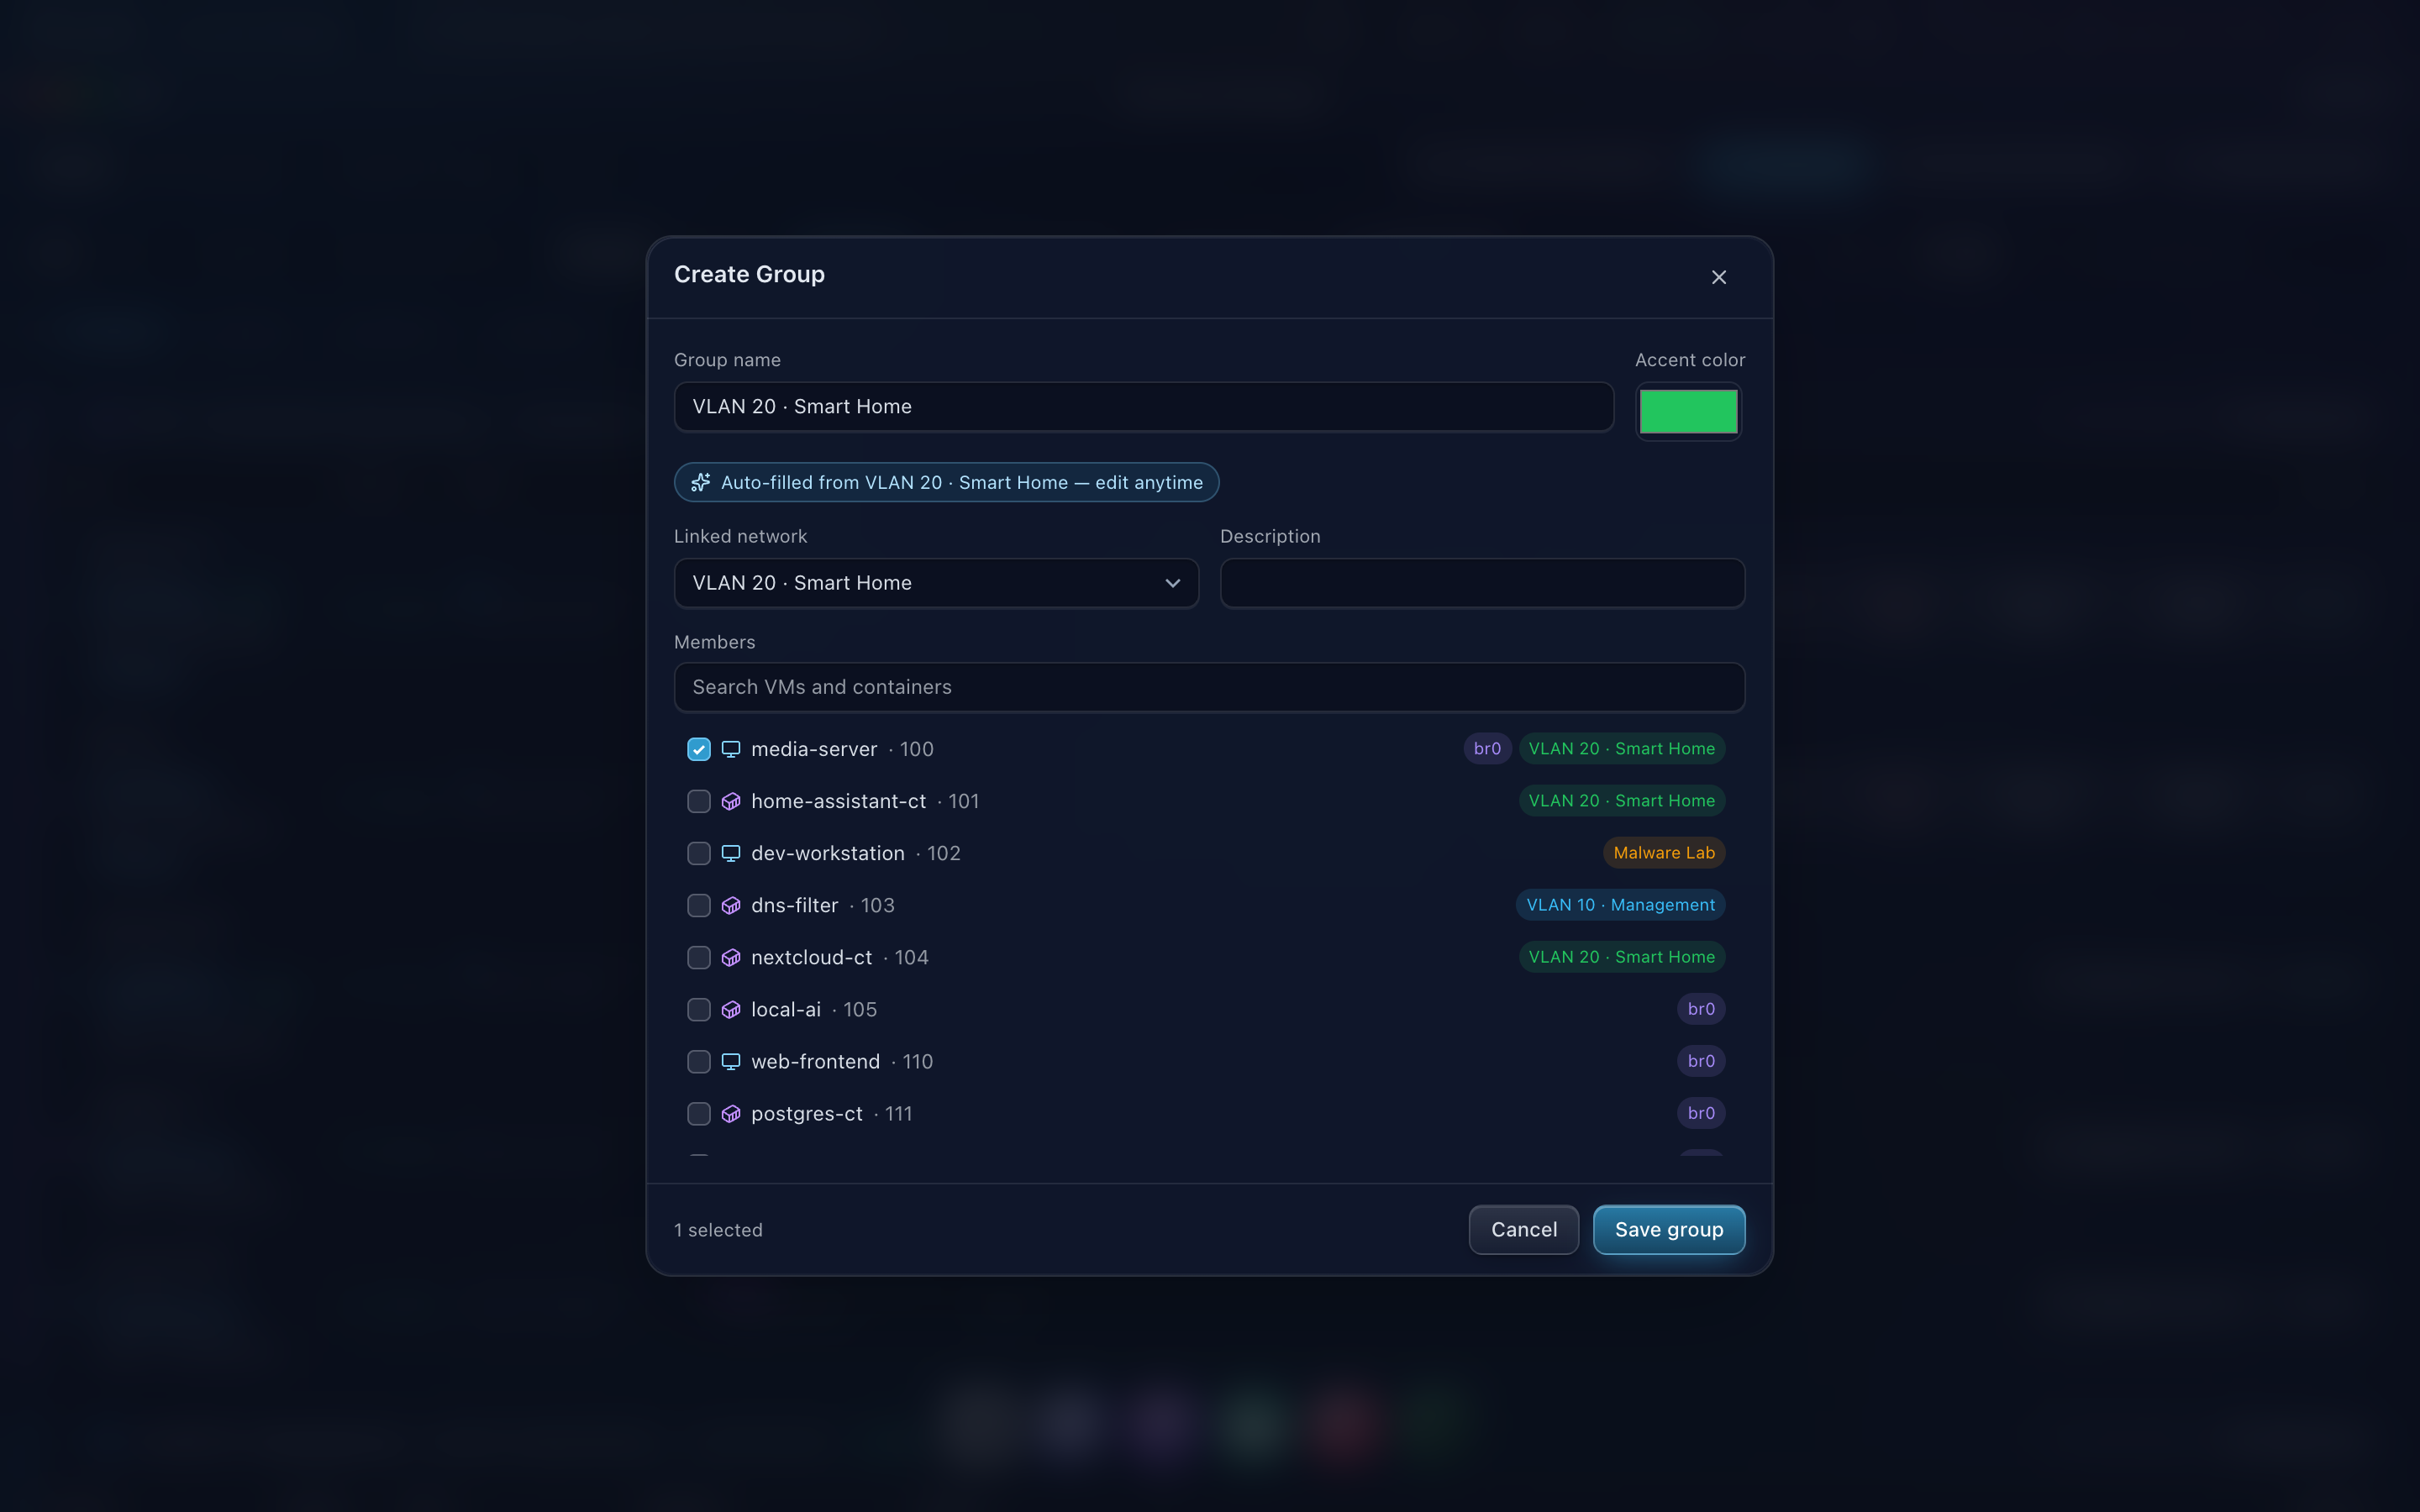 Create Group
Group name
Accent color
VLAN 20 · Smart Home
Auto-filled from VLAN 20 · Smart Home — edit anytime
Linked network
Description
VLAN 20 · Smart Home
Members
Search VMs and containers
media-server · 100 br0 VLAN 20 · Smart Home
home-assistant-ct · 101 VLAN 20 · Smart Home
dev-workstation · 102 Malware Lab
dns-filter · 103 VLAN 10 · Management
nextcloud-ct · 104 VLAN 20 · Smart Home
local-ai · 105 br0
web-frontend · 110 br0
postgres-ct · 111 br0
1 selected
Cancel
Save group